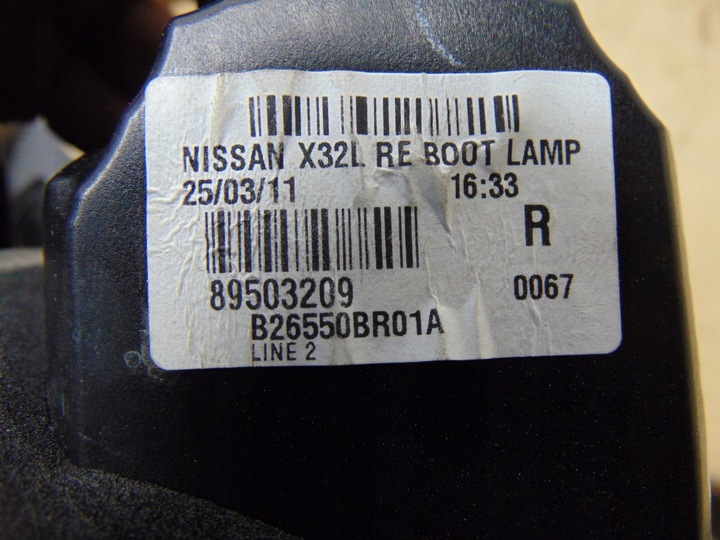 NISSAN X32L RE BOOT LAMP
25/03/11 16:33
R
89503209 0067
B26550BR01A
LINE 2